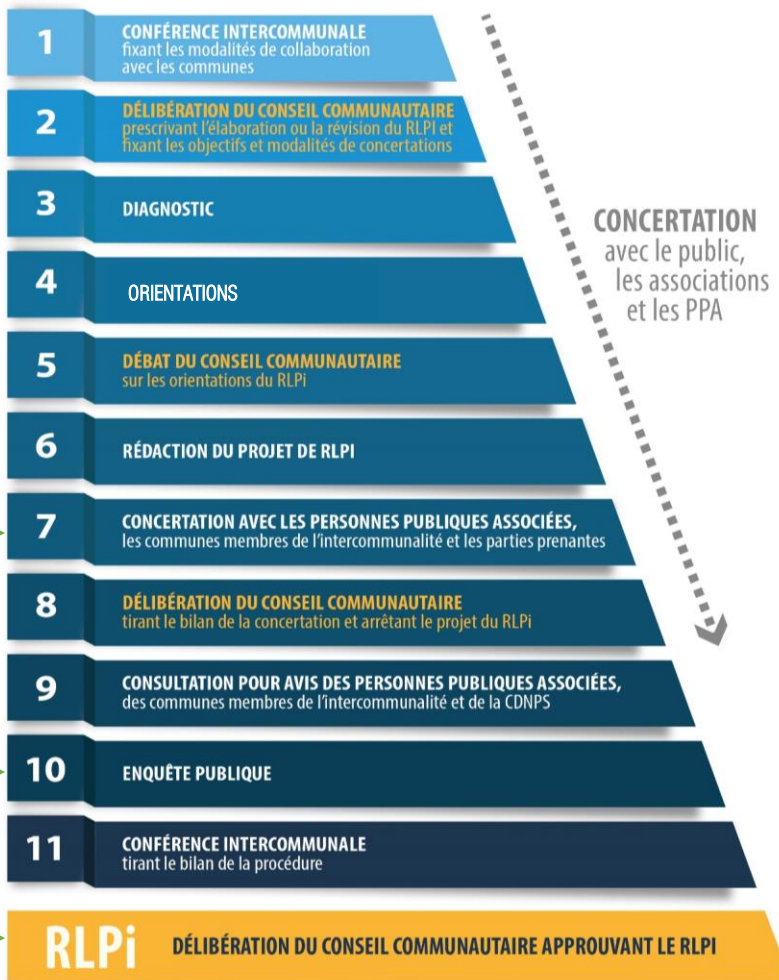 1
CONFÉRENCE INTERCOMMUNALE
fixant les modalités de collaboration
avec les communes
2
DÉLIBÉRATION DU CONSEIL COMMUNAUTAIRE
prescrivant l'élaboration ou la révision du RLPI et
fixant les objectifs et modalités de concertations
3
DIAGNOSTIC
4
ORIENTATIONS
5
DÉBAT DU CONSEIL COMMUNAUTAIRE
sur les orientations du RLPi
6
RÉDACTION DU PROJET DE RLPI
7
CONCERTATION AVEC LES PERSONNES PUBLIQUES ASSOCIÉES,
les communes membres de l'intercommunalité et les parties prenantes
8
DÉLIBÉRATION DU CONSEIL COMMUNAUTAIRE
tirant le bilan de la concertation et arrêtant le projet du RLPi
9
CONSULTATION POUR AVIS DES PERSONNES PUBLIQUES ASSOCIÉES,
des communes membres de l'intercommunalité et de la CDNPS
10
ENQUÊTE PUBLIQUE
11
CONFÉRENCE INTERCOMMUNALE
tirant le bilan de la procédure
RLPi DÉLIBÉRATION DU CONSEIL COMMUNAUTAIRE APPROUVANT LE RLPI
CONCERTATION
avec le public,
les associations
et les PPA